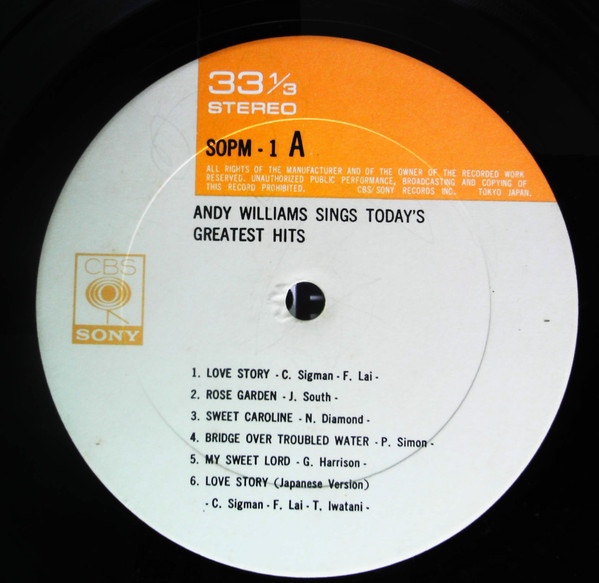 33 1/3
STEREO
SOPM - 1 A
ALL RIGHTS OF THE MANUFACTURER AND OF THE OWNER OF THE RECORDED WORK
RESERVED. UNAUTHORIZED PUBLIC PERFORMANCE, BROADCASTING AND COPYING OF
THIS RECORD PROHIBITED. CBS/SONY RECORDS INC. TOKYO JAPAN.
ANDY WILLIAMS SINGS TODAY'S
GREATEST HITS
CBS
SONY
1. LOVE STORY - C. Sigman - F. Lai -
2. ROSE GARDEN - J. South -
3. SWEET CAROLINE - N. Diamond -
4. BRIDGE OVER TROUBLED WATER - P. Simon -
5. MY SWEET LORD - G. Harrison -
6. LOVE STORY (Japanese Version)
- C. Sigman - F. Lai - T. Iwatani -